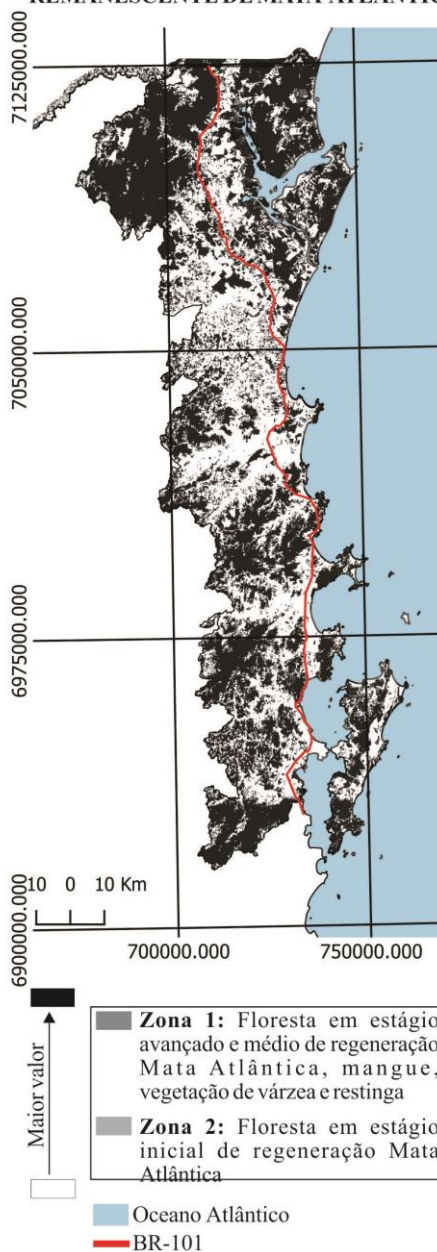 7125000.000
7050000.000
6975000.000
10 0 10 Km
6900000.000
700000.000 750000.000
Maior valor
Zona 1: Floresta em estágio
avançado e médio de regeneração
Mata Atlântica, mangue,
vegetação de várzea e restinga
Zona 2: Floresta em estágio
inicial de regeneração Mata
Atlântica
Oceano Atlântico
BR-101